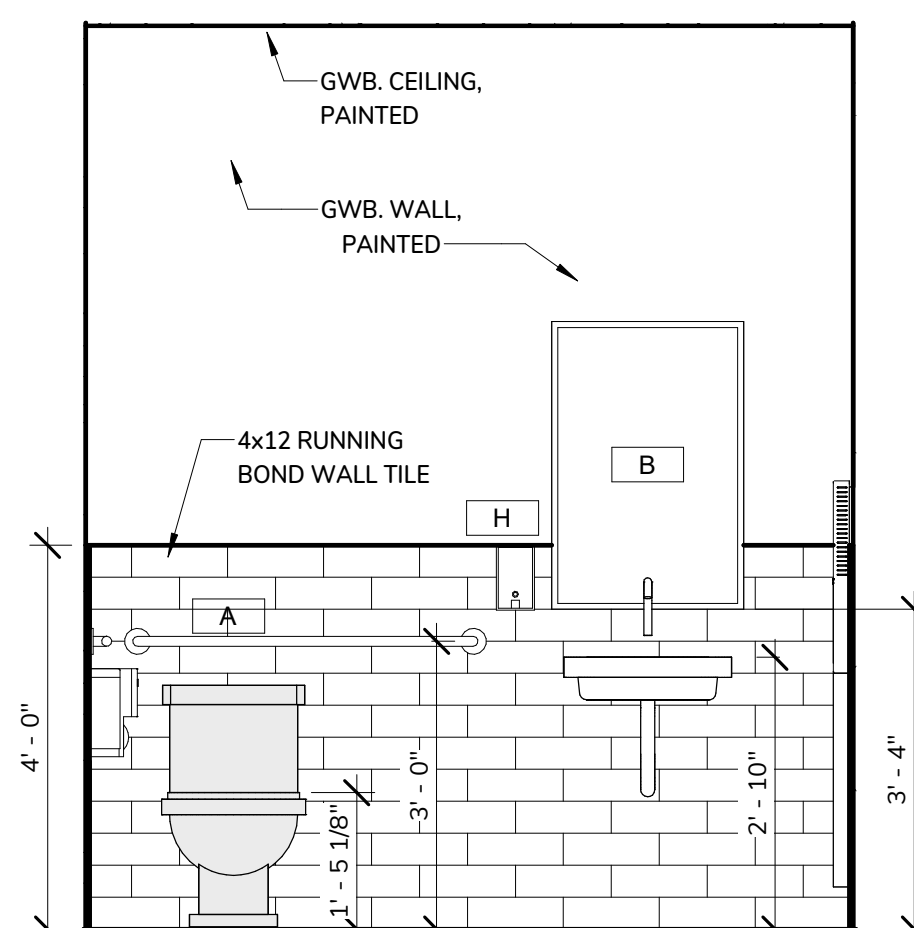 GWB. CEILING,
PAINTED
GWB. WALL,
PAINTED
4x12 RUNNING
BOND WALL TILE
B
H
A
4' - 0"
1' - 5 1/8"
3' - 0"
2' - 10"
3' - 4"